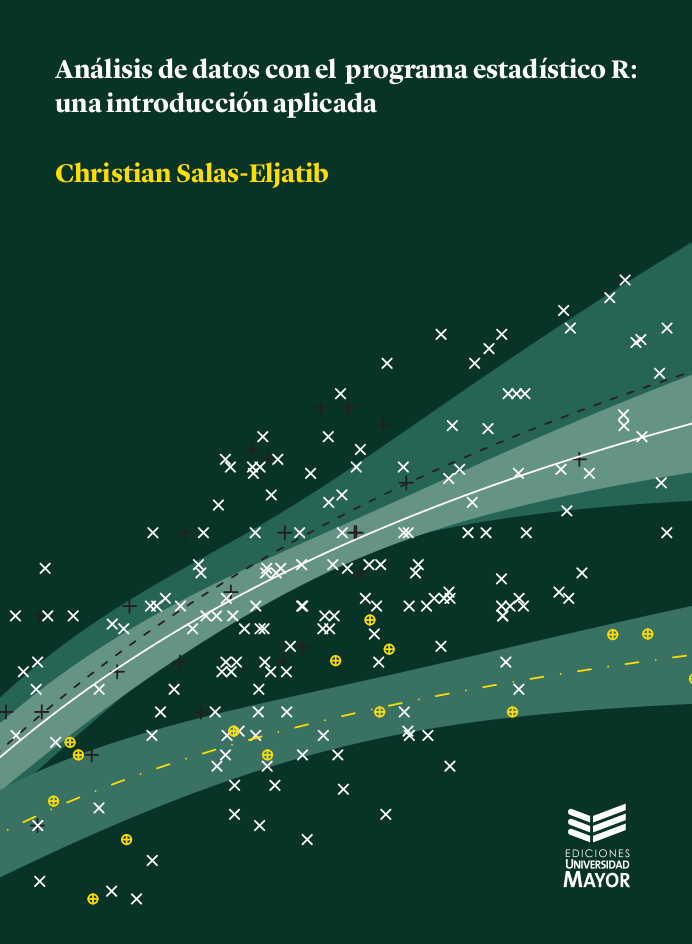 Análisis de datos con el programa estadístico R:
una introducción aplicada
Christian Salas-Eljatib
EDICIONES
UNIVERSIDAD
MAYOR